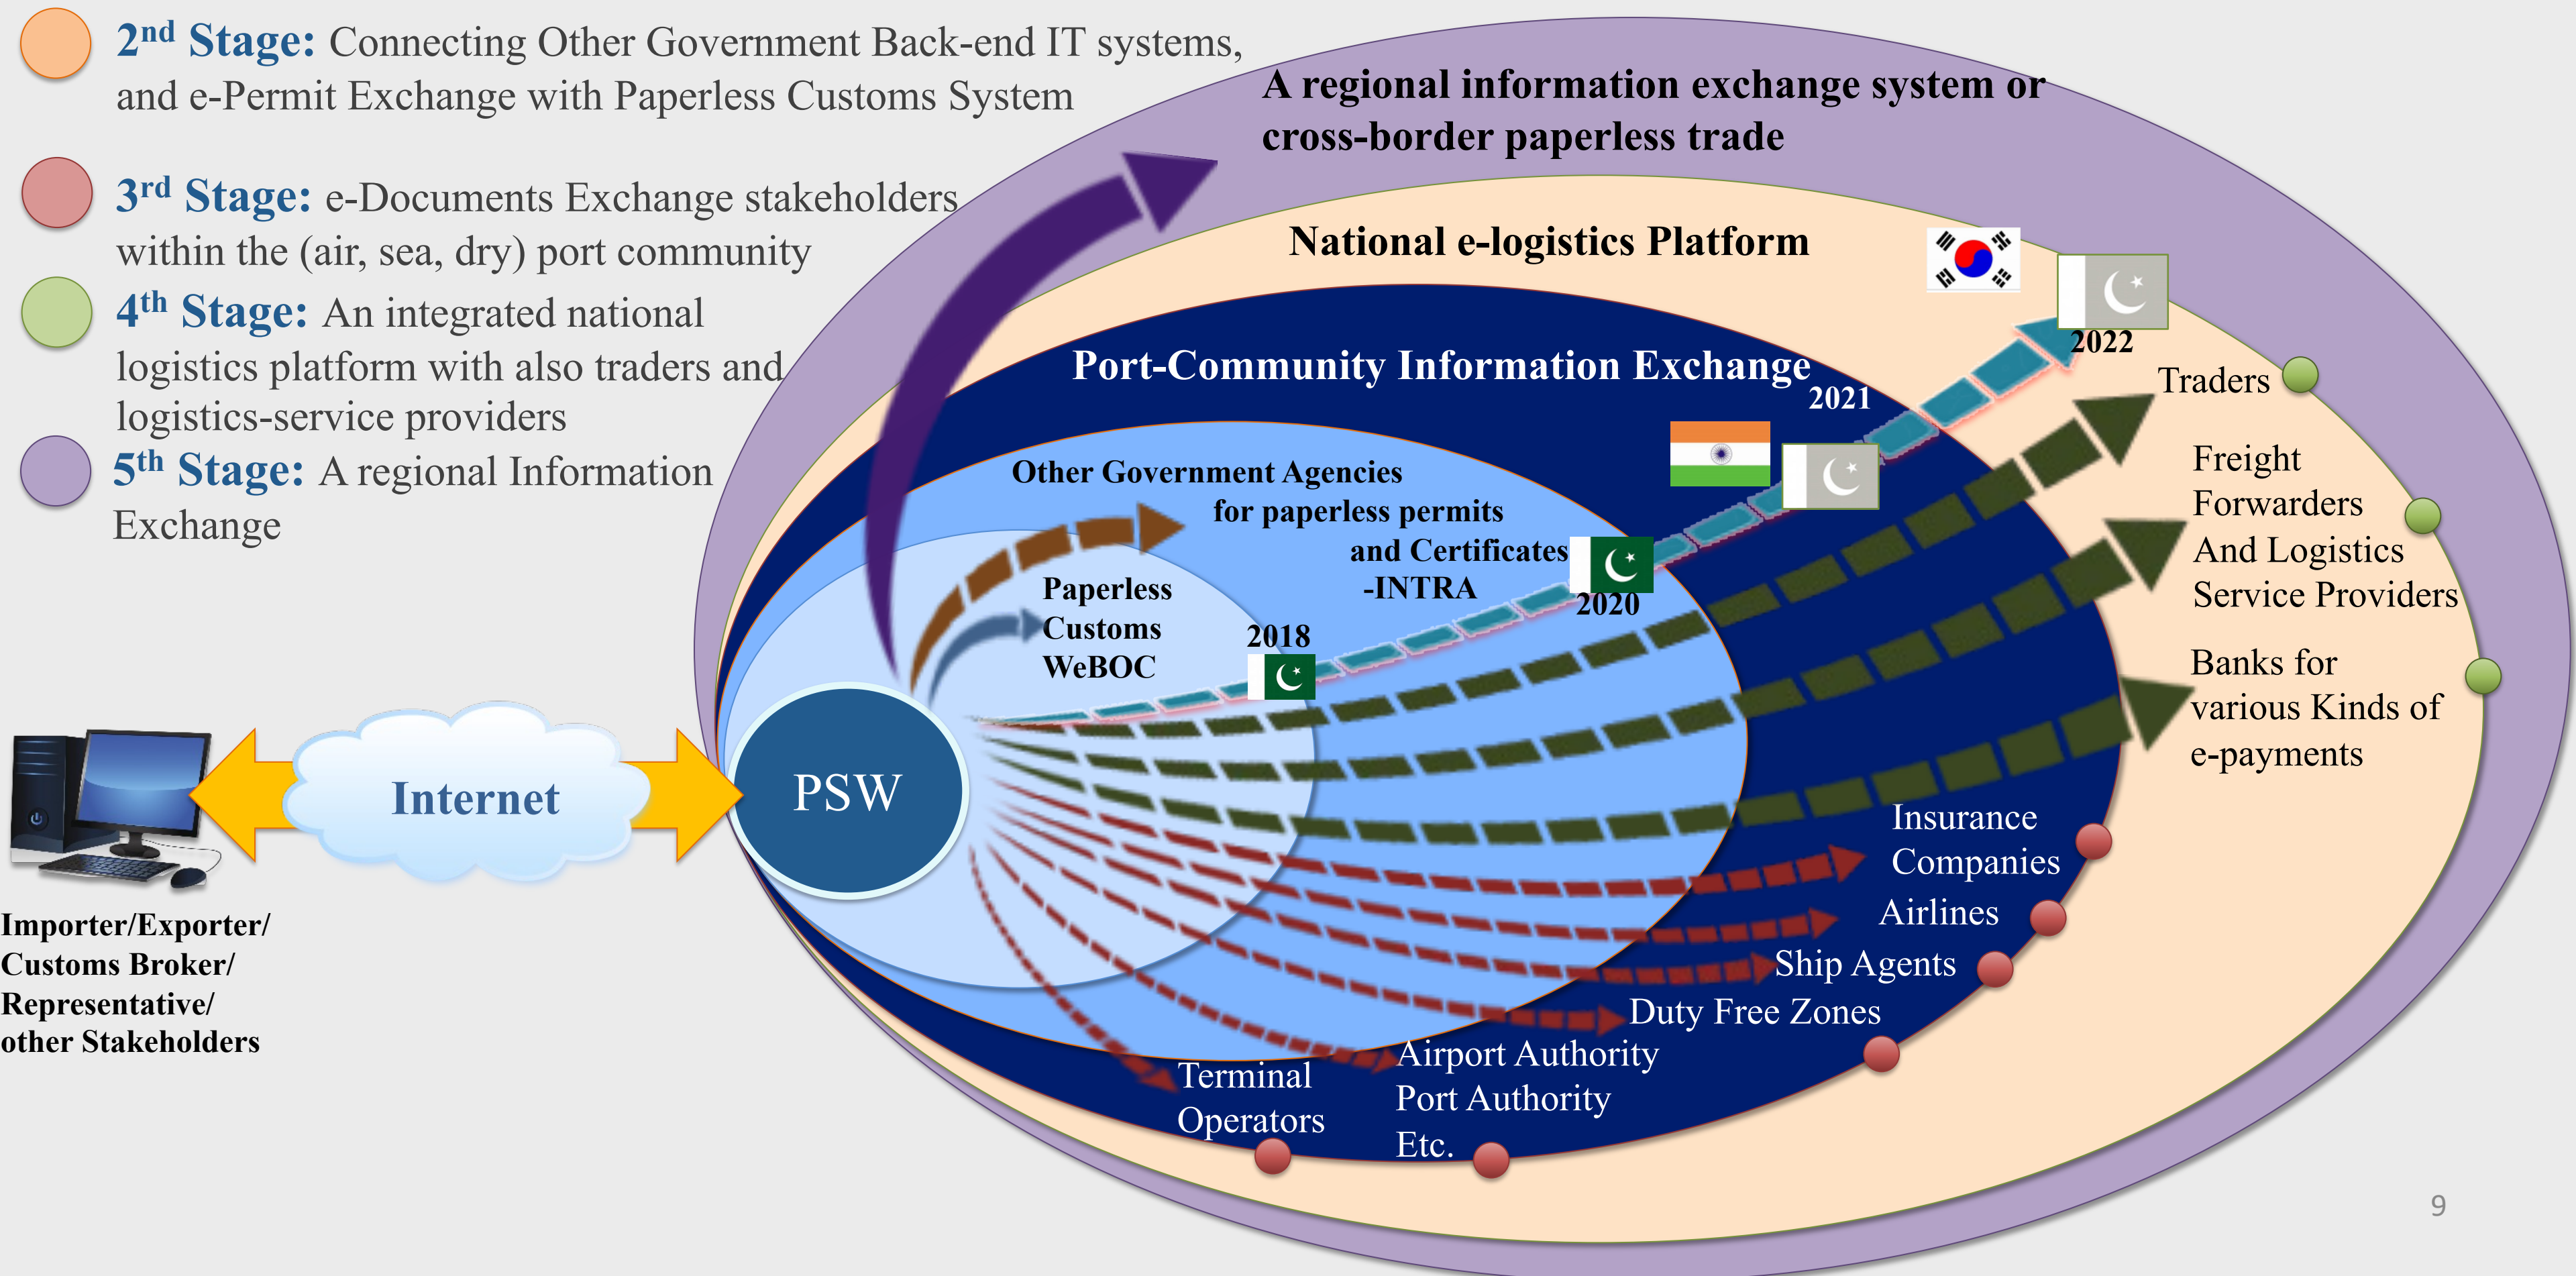 2nd Stage: Connecting Other Government Back-end IT systems,
and e-Permit Exchange with Paperless Customs System
3rd Stage: e-Documents Exchange stakeholders
within the (air, sea, dry) port community
4th Stage: An integrated national
logistics platform with also traders and
logistics-service providers
5th Stage: A regional Information
Exchange
A regional information exchange system or
cross-border paperless trade
National e-logistics Platform
Port-Community Information Exchange
2021
2022
Other Government Agencies
for paperless permits
and Certificates
-INTRA
2020
Paperless
Customs
WeBOC
2018
PSW
Internet
Importer/Exporter/
Customs Broker/
Representative/
other Stakeholders
Traders
Freight
Forwarders
And Logistics
Service Providers
Banks for
various Kinds of
e-payments
Insurance
Companies
Airlines
Ship Agents
Duty Free Zones
Airport Authority
Port Authority
Etc.
Terminal
Operators
9